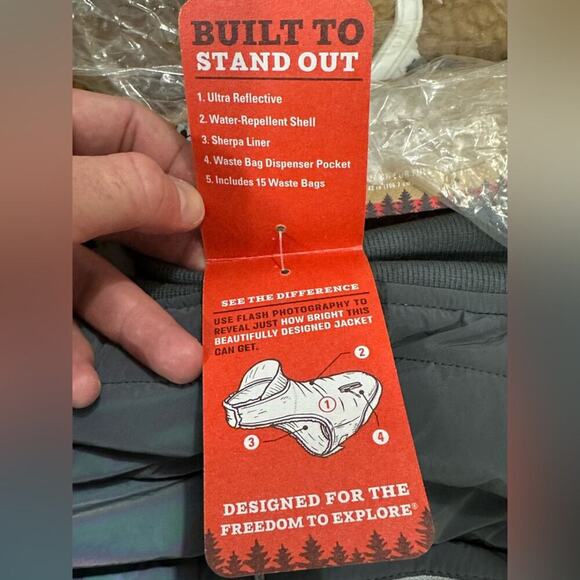 BUILT TO
STAND OUT
1. Ultra Reflective
2. Water-Repellent Shell
3. Sherpa Liner
4. Waste Bag Dispenser Pocket
5. Includes 15 Waste Bags
SEE THE DIFFERENCE
USE FLASH PHOTOGRAPHY TO
REVEAL JUST HOW BRIGHT THIS
BEAUTIFULLY DESIGNED JACKET
CAN GET.
2
1
3
4
DESIGNED FOR THE
FREEDOM TO EXPLORE®